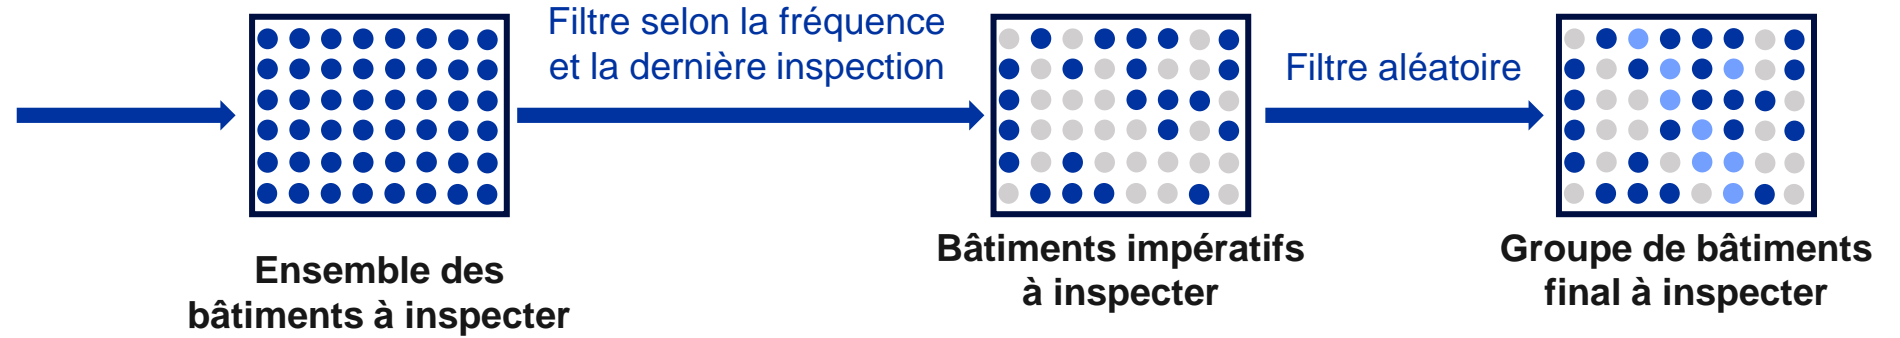 Filtre selon la fréquence
et la dernière inspection
Filtre aléatoire
Ensemble des
bâtiments à inspecter
Bâtiments impératifs
à inspecter
Groupe de bâtiments
final à inspecter